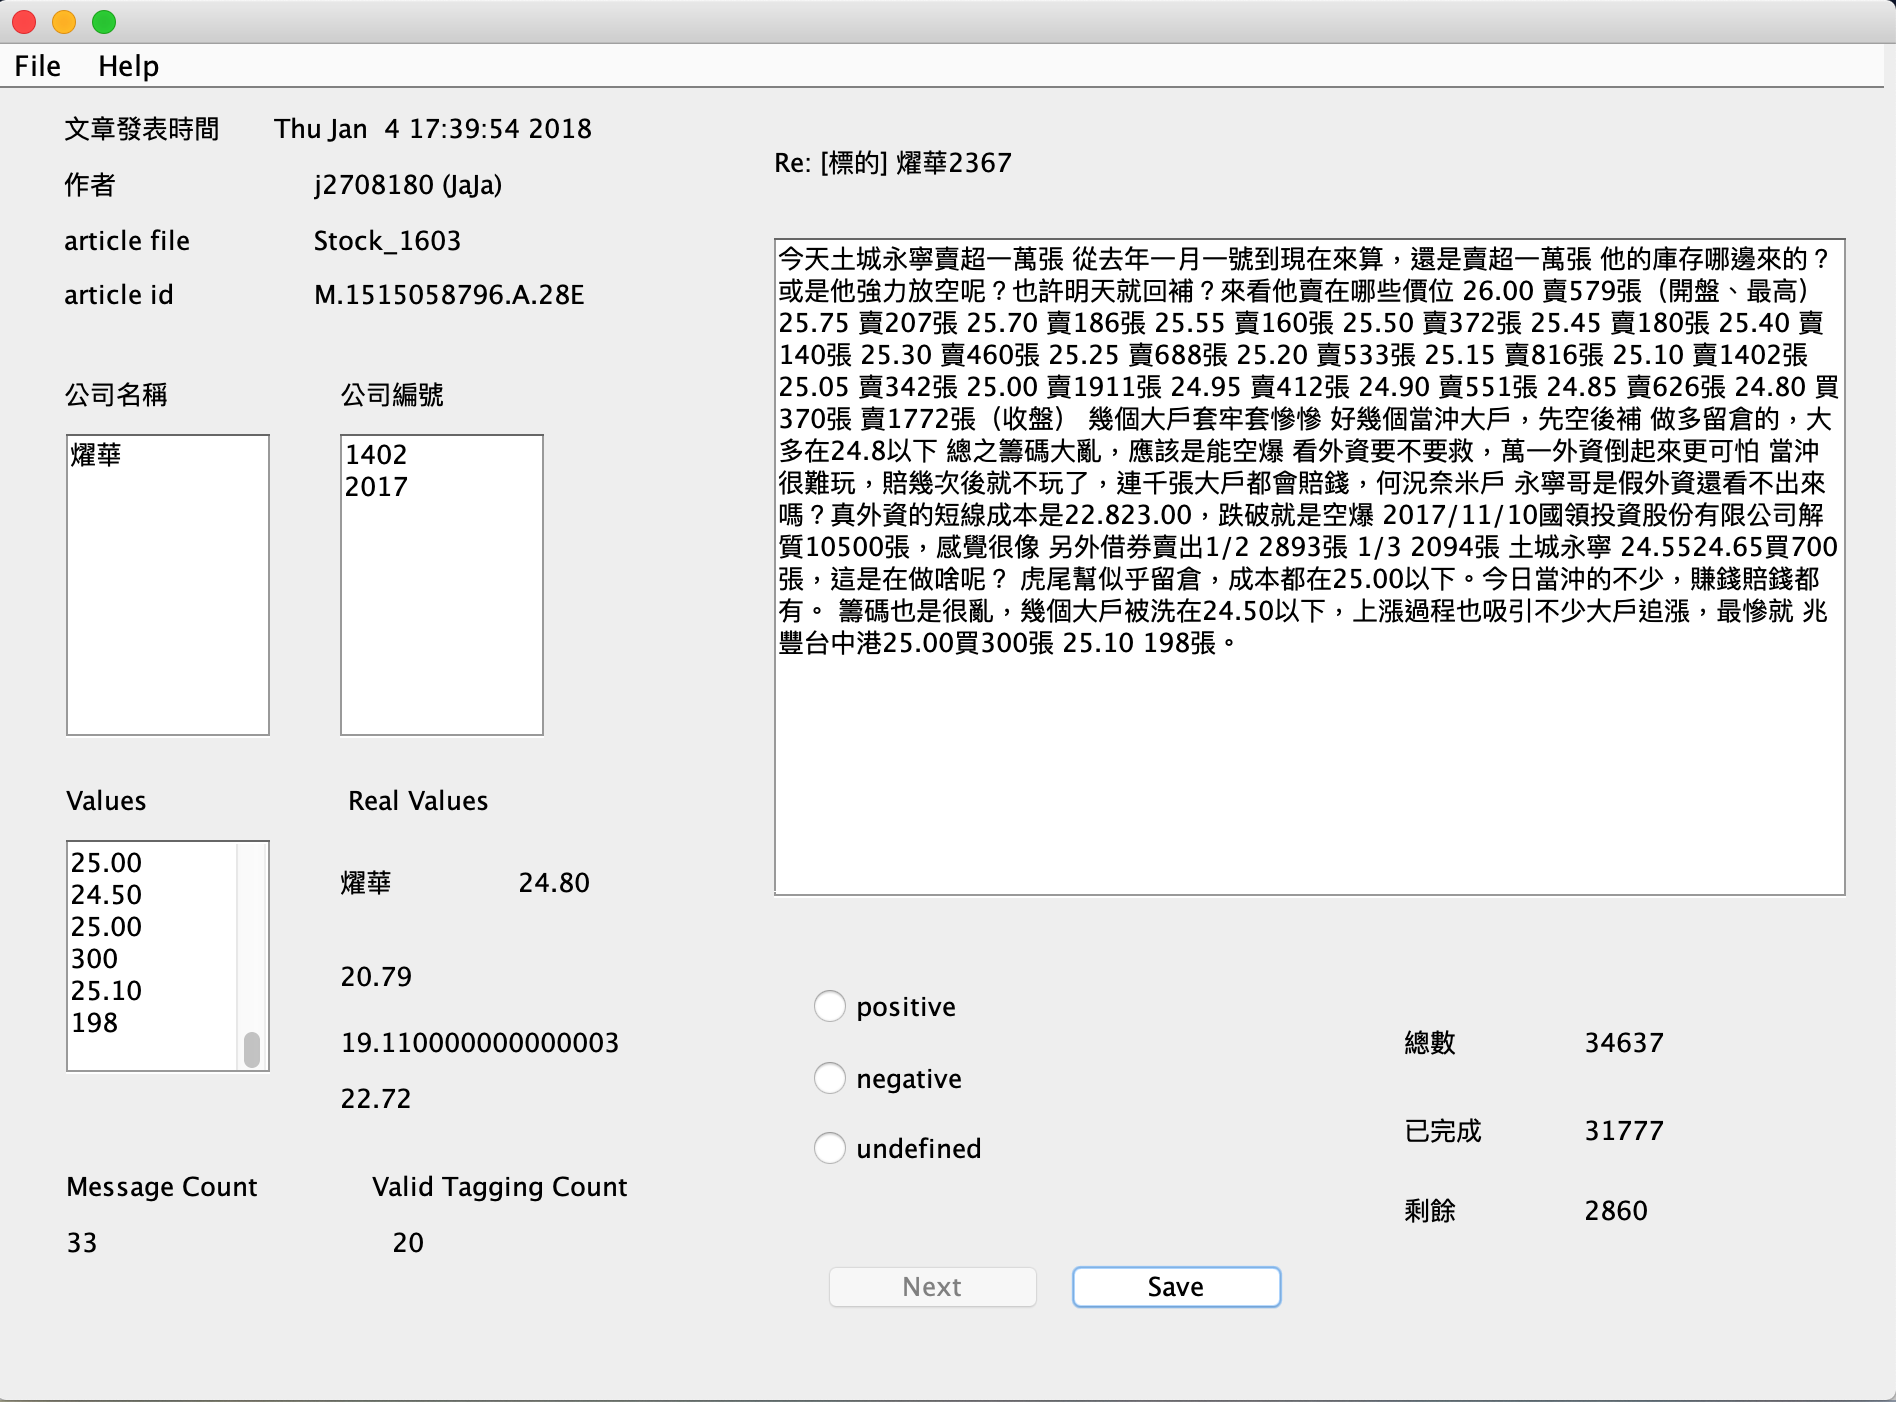 File Help
文章發表時間 Thu Jan  4 17:39:54 2018
作者 j2708180 (JaJa)
article file Stock_1603
article id M.1515058796.A.28E
公司名稱 公司編號
燿華
1402
2017
Values Real Values
25.00
24.50
25.00
300
25.10
198
燿華 24.80
20.79
19.110000000000003
22.72
Message Count Valid Tagging Count
33 20
Re: [標的] 燿華2367
今天土城永寧賣超一萬張 從去年一月一號到現在來算，還是賣超一萬張 他的庫存哪邊來的？
或是他強力放空呢？也許明天就回補？來看他賣在哪些價位 26.00 賣579張（開盤、最高）
25.75 賣207張 25.70 賣186張 25.55 賣160張 25.50 賣372張 25.45 賣180張 25.40 賣
140張 25.30 賣460張 25.25 賣688張 25.20 賣533張 25.15 賣816張 25.10 賣1402張
25.05 賣342張 25.00 賣1911張 24.95 賣412張 24.90 賣551張 24.85 賣626張 24.80 買
370張 賣1772張（收盤） 幾個大戶套牢套慘慘 好幾個當沖大戶，先空後補 做多留倉的，大
多在24.8以下 總之籌碼大亂，應該是能空爆 看外資要不要救，萬一外資倒起來更可怕 當沖
很難玩，賠幾次後就不玩了，連千張大戶都會賠錢，何況奈米戶 永寧哥是假外資還看不出來
嗎？真外資的短線成本是22.823.00，跌破就是空爆 2017/11/10國領投資股份有限公司解
質10500張，感覺很像 另外借券賣出1/2 2893張 1/3 2094張 土城永寧 24.5524.65買700
張，這是在做啥呢？ 虎尾幫似乎留倉，成本都在25.00以下。今日當沖的不少，賺錢賠錢都
有。 籌碼也是很亂，幾個大戶被洗在24.50以下，上漲過程也吸引不少大戶追漲，最慘就 兆
豐台中港25.00買300張 25.10 198張。
positive
negative
undefined
總數 34637
已完成 31777
剩餘 2860
Next Save